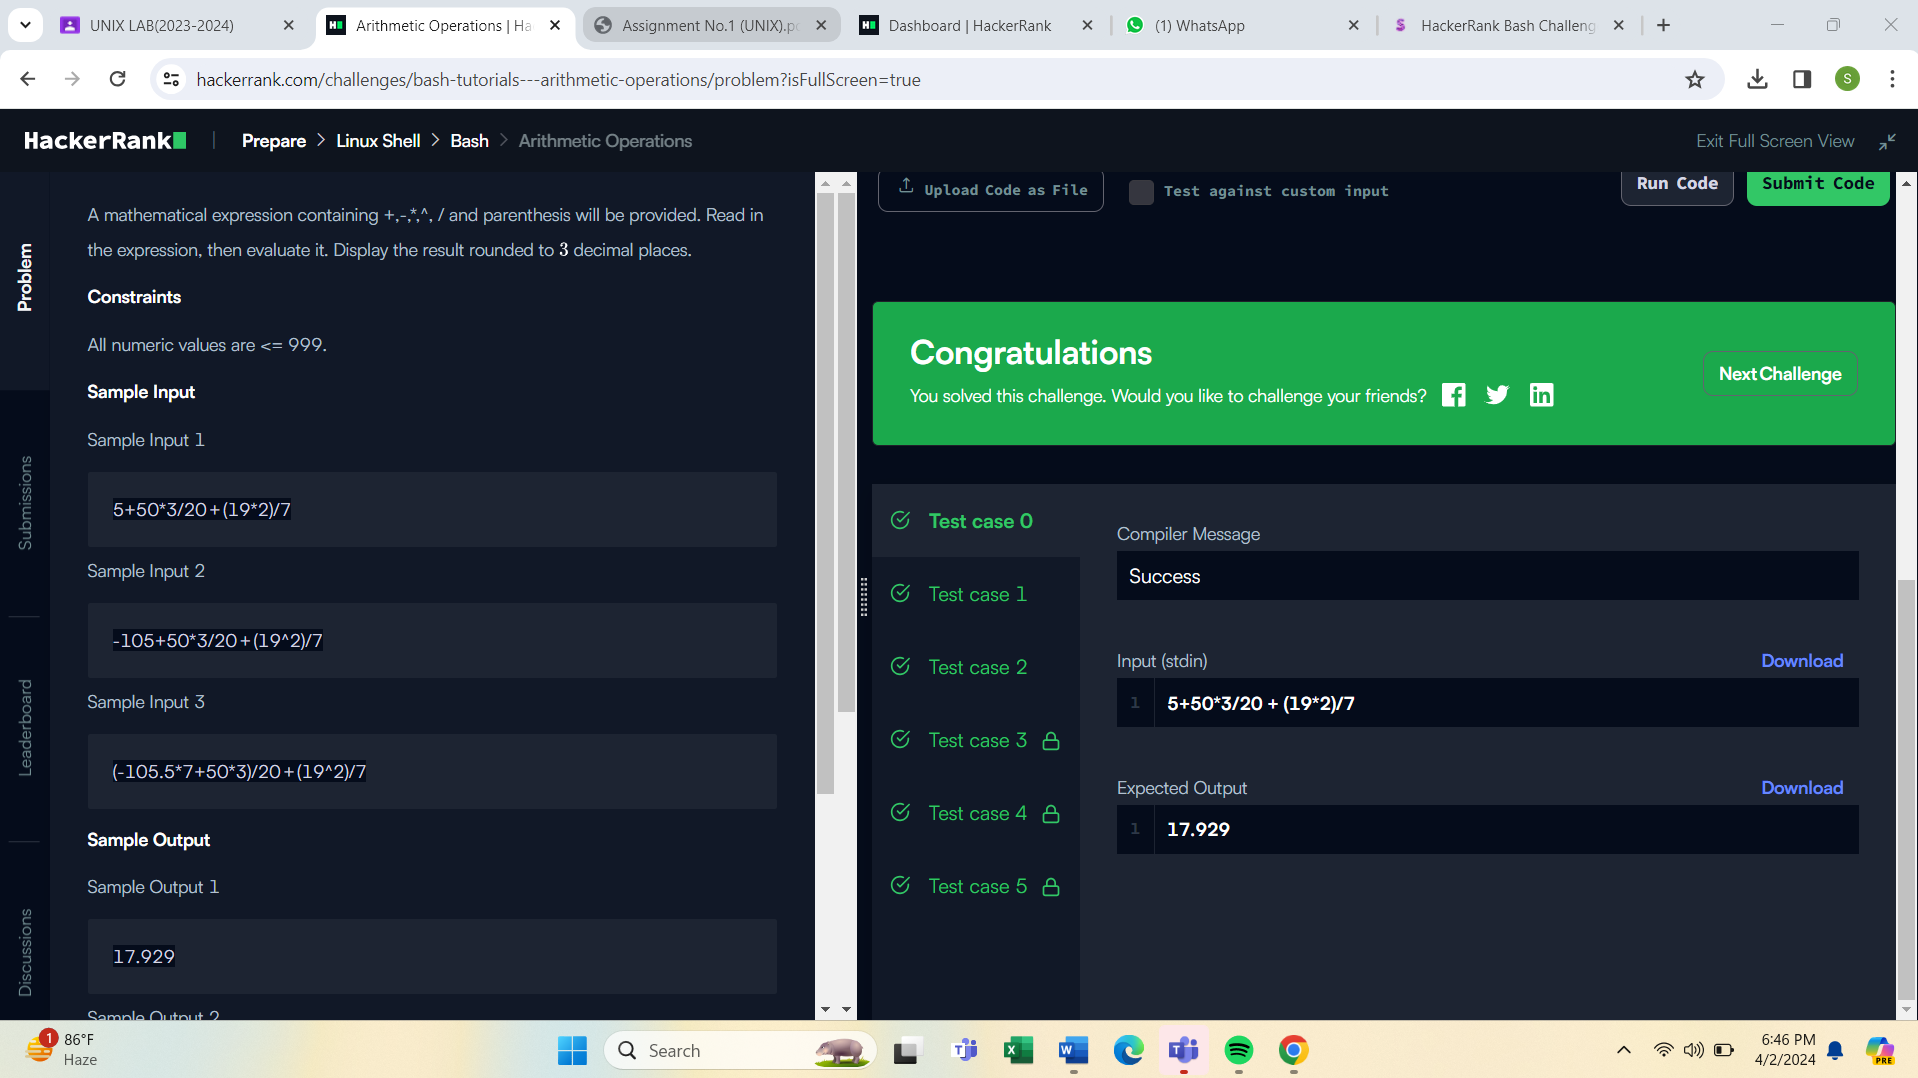 UNIX LAB(2023-2024)
Arithmetic Operations | Ha
Assignment No.1 (UNIX).pd
Dashboard | HackerRank
(1) WhatsApp
HackerRank Bash Challeng
hackerrank.com/challenges/bash-tutorials---arithmetic-operations/problem?isFullScreen=true
S
HackerRank
Prepare > Linux Shell > Bash > Arithmetic Operations
Exit Full Screen View
Problem
Submissions
Leaderboard
Discussions
A mathematical expression containing +,-,*,^, / and parenthesis will be provided. Read in
the expression, then evaluate it. Display the result rounded to 3 decimal places.
Constraints
All numeric values are <= 999.
Sample Input
Sample Input 1
5+50*3/20 + (19*2)/7
Sample Input 2
-105+50*3/20 + (19^2)/7
Sample Input 3
(-105.5*7+50*3)/20 + (19^2)/7
Sample Output
Sample Output 1
17.929
Sample Output 2
Upload Code as File
Test against custom input
Run Code
Submit Code
Congratulations
You solved this challenge. Would you like to challenge your friends?
Next Challenge
Test case 0
Test case 1
Test case 2
Test case 3
Test case 4
Test case 5
Compiler Message
Success
Input (stdin)
Download
1 5+50*3/20 + (19*2)/7
Expected Output
Download
1 17.929
1
86°F
Haze
Search
6:46 PM
4/2/2024
PRE